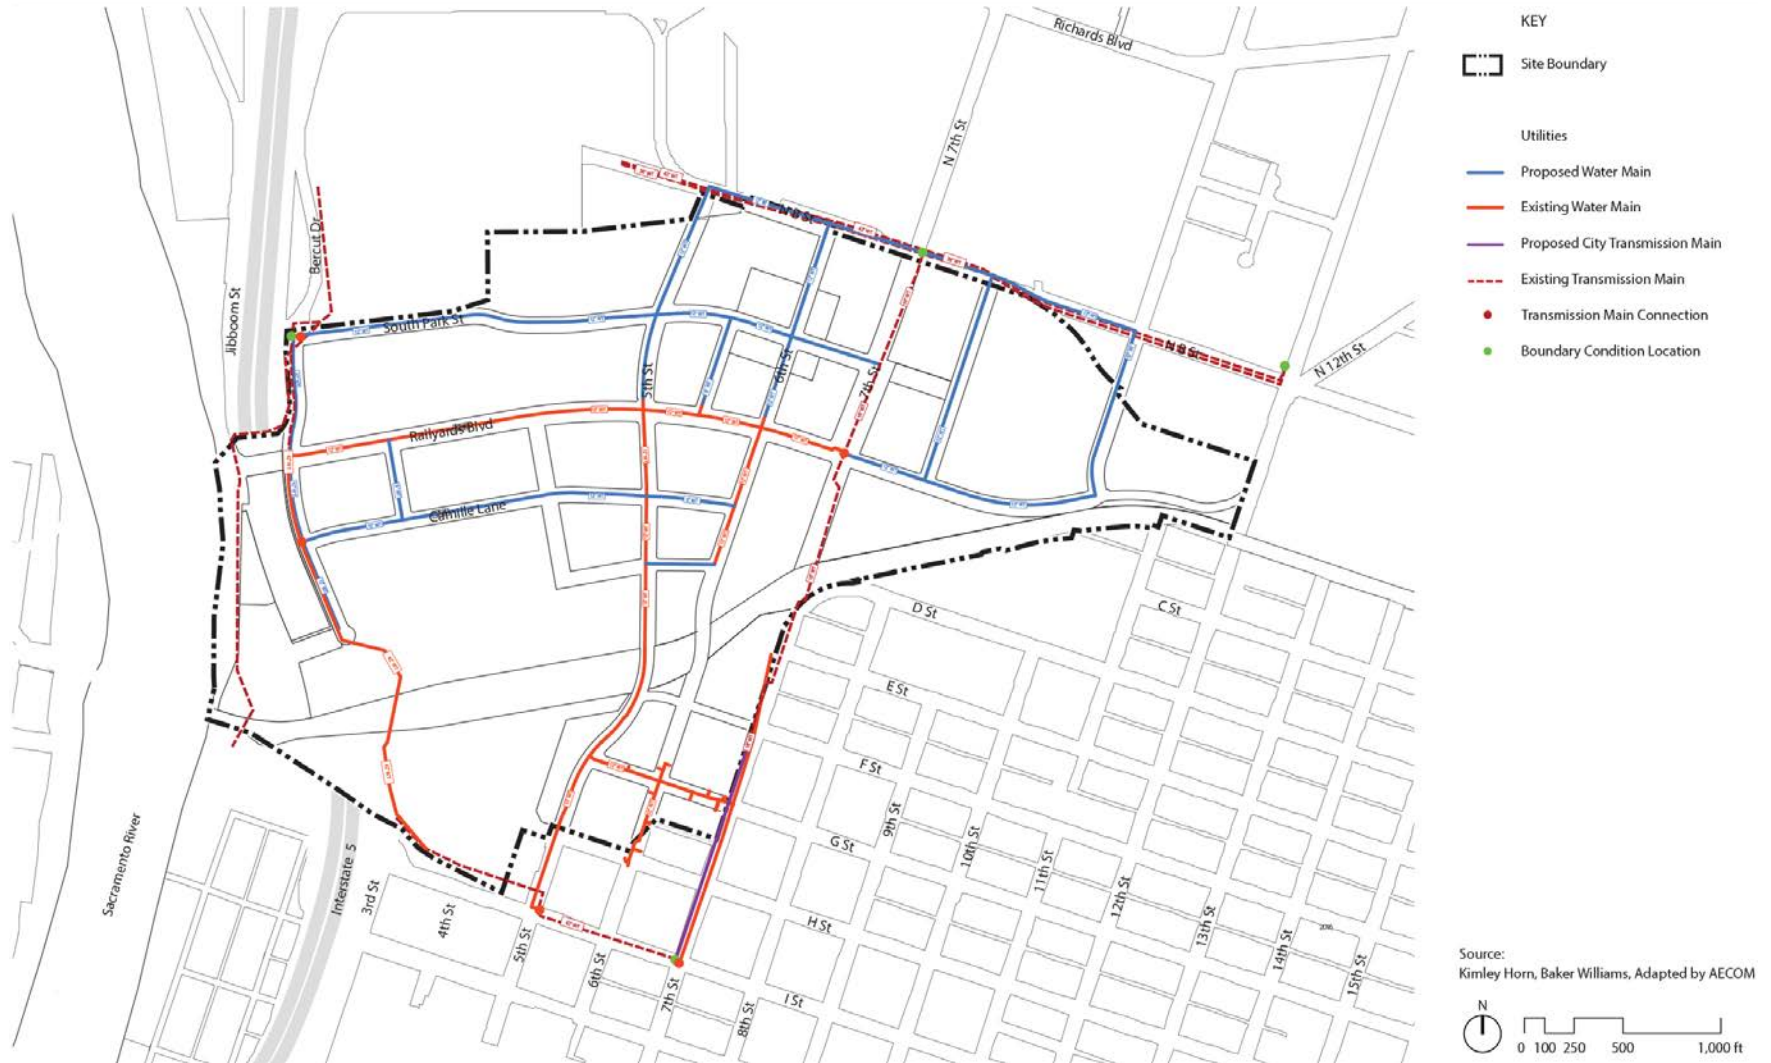 KEY
Site Boundary
Utilities
Proposed Water Main
Existing Water Main
Proposed City Transmission Main
Existing Transmission Main
Transmission Main Connection
Boundary Condition Location
Richards Blvd
N 7th St
Bercut Dr
Jibboom St
South Park St
N B St
N B St
N 12th St
5th St
6th St
7th St
Railyards Blvd
Camille Lane
D St
C St
E St
F St
G St
H St
I St
9th St
10th St
11th St
12th St
13th St
14th St
15th St
Sacramento River
Interstate 5
3rd St
4th St
5th St
6th St
7th St
8th St
Source:
Kimley Horn, Baker Williams, Adapted by AECOM
N
0 100 250 500 1,000 ft